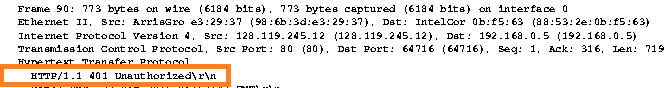 Frame 90: 773 bytes on wire (6184 bits), 773 bytes captured (6184 bits) on interface 0
Ethernet II, Src: ArrisGro e3:29:37 (98:6b:3d:e3:29:37), Dst: IntelCor 0b:f5:63 (88:53:2e:0b:f5:63)
Internet Protocol Version 4, Src: 128.119.245.12 (128.119.245.12), Dst: 192.168.0.5 (192.168.0.5)
Transmission Control Protocol, Src Port: 80 (80), Dst Port: 64716 (64716), Seq: 1, Ack: 316, Len: 719
Hypertext Transfer Protocol
HTTP/1.1 401 Unauthorized\r\n